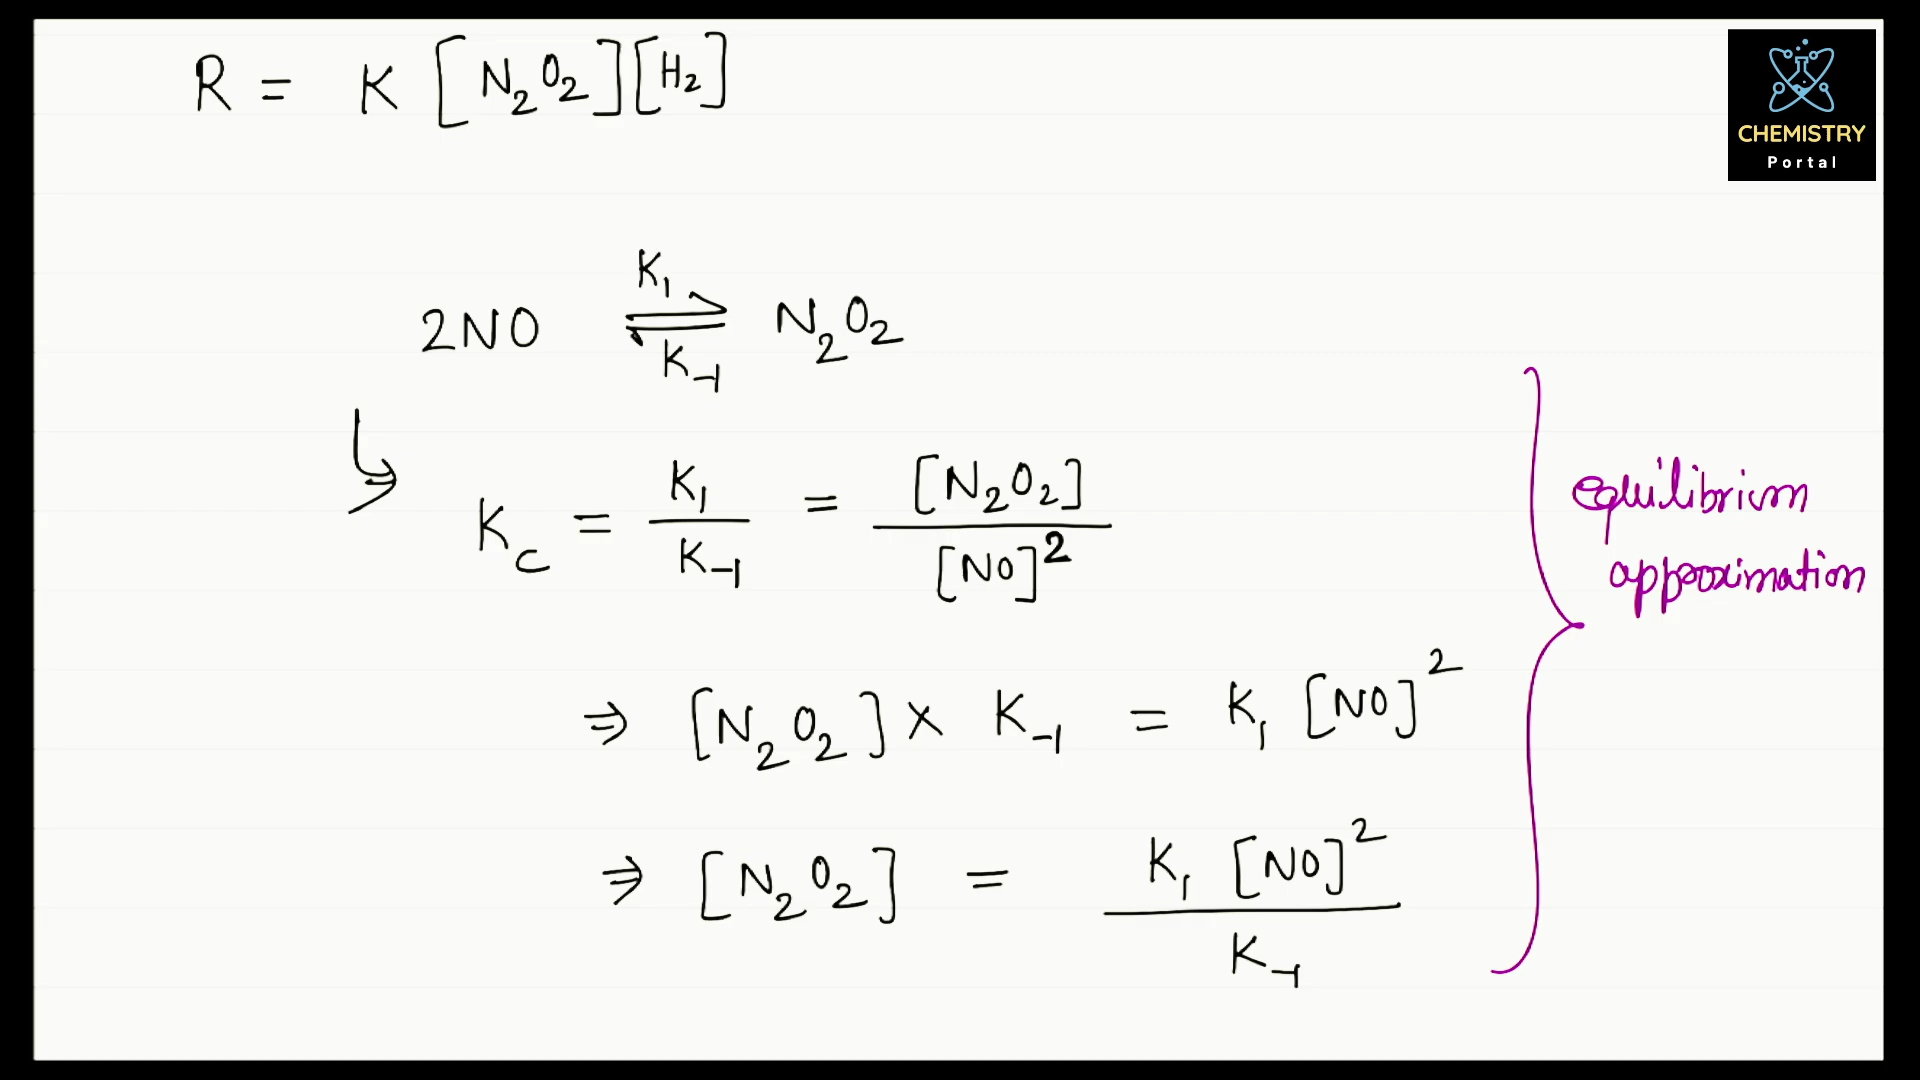 R = K [N₂O₂][H₂]
CHEMISTRY
Portal
K₁
2NO ⇌ N₂O₂
K₋₁
K_c = K₁/K₋₁ = [N₂O₂]/[NO]²
equilibrium
approximation
⇒ [N₂O₂] × K₋₁ = K₁ [NO]²
⇒ [N₂O₂] = K₁ [NO]²/K₋₁